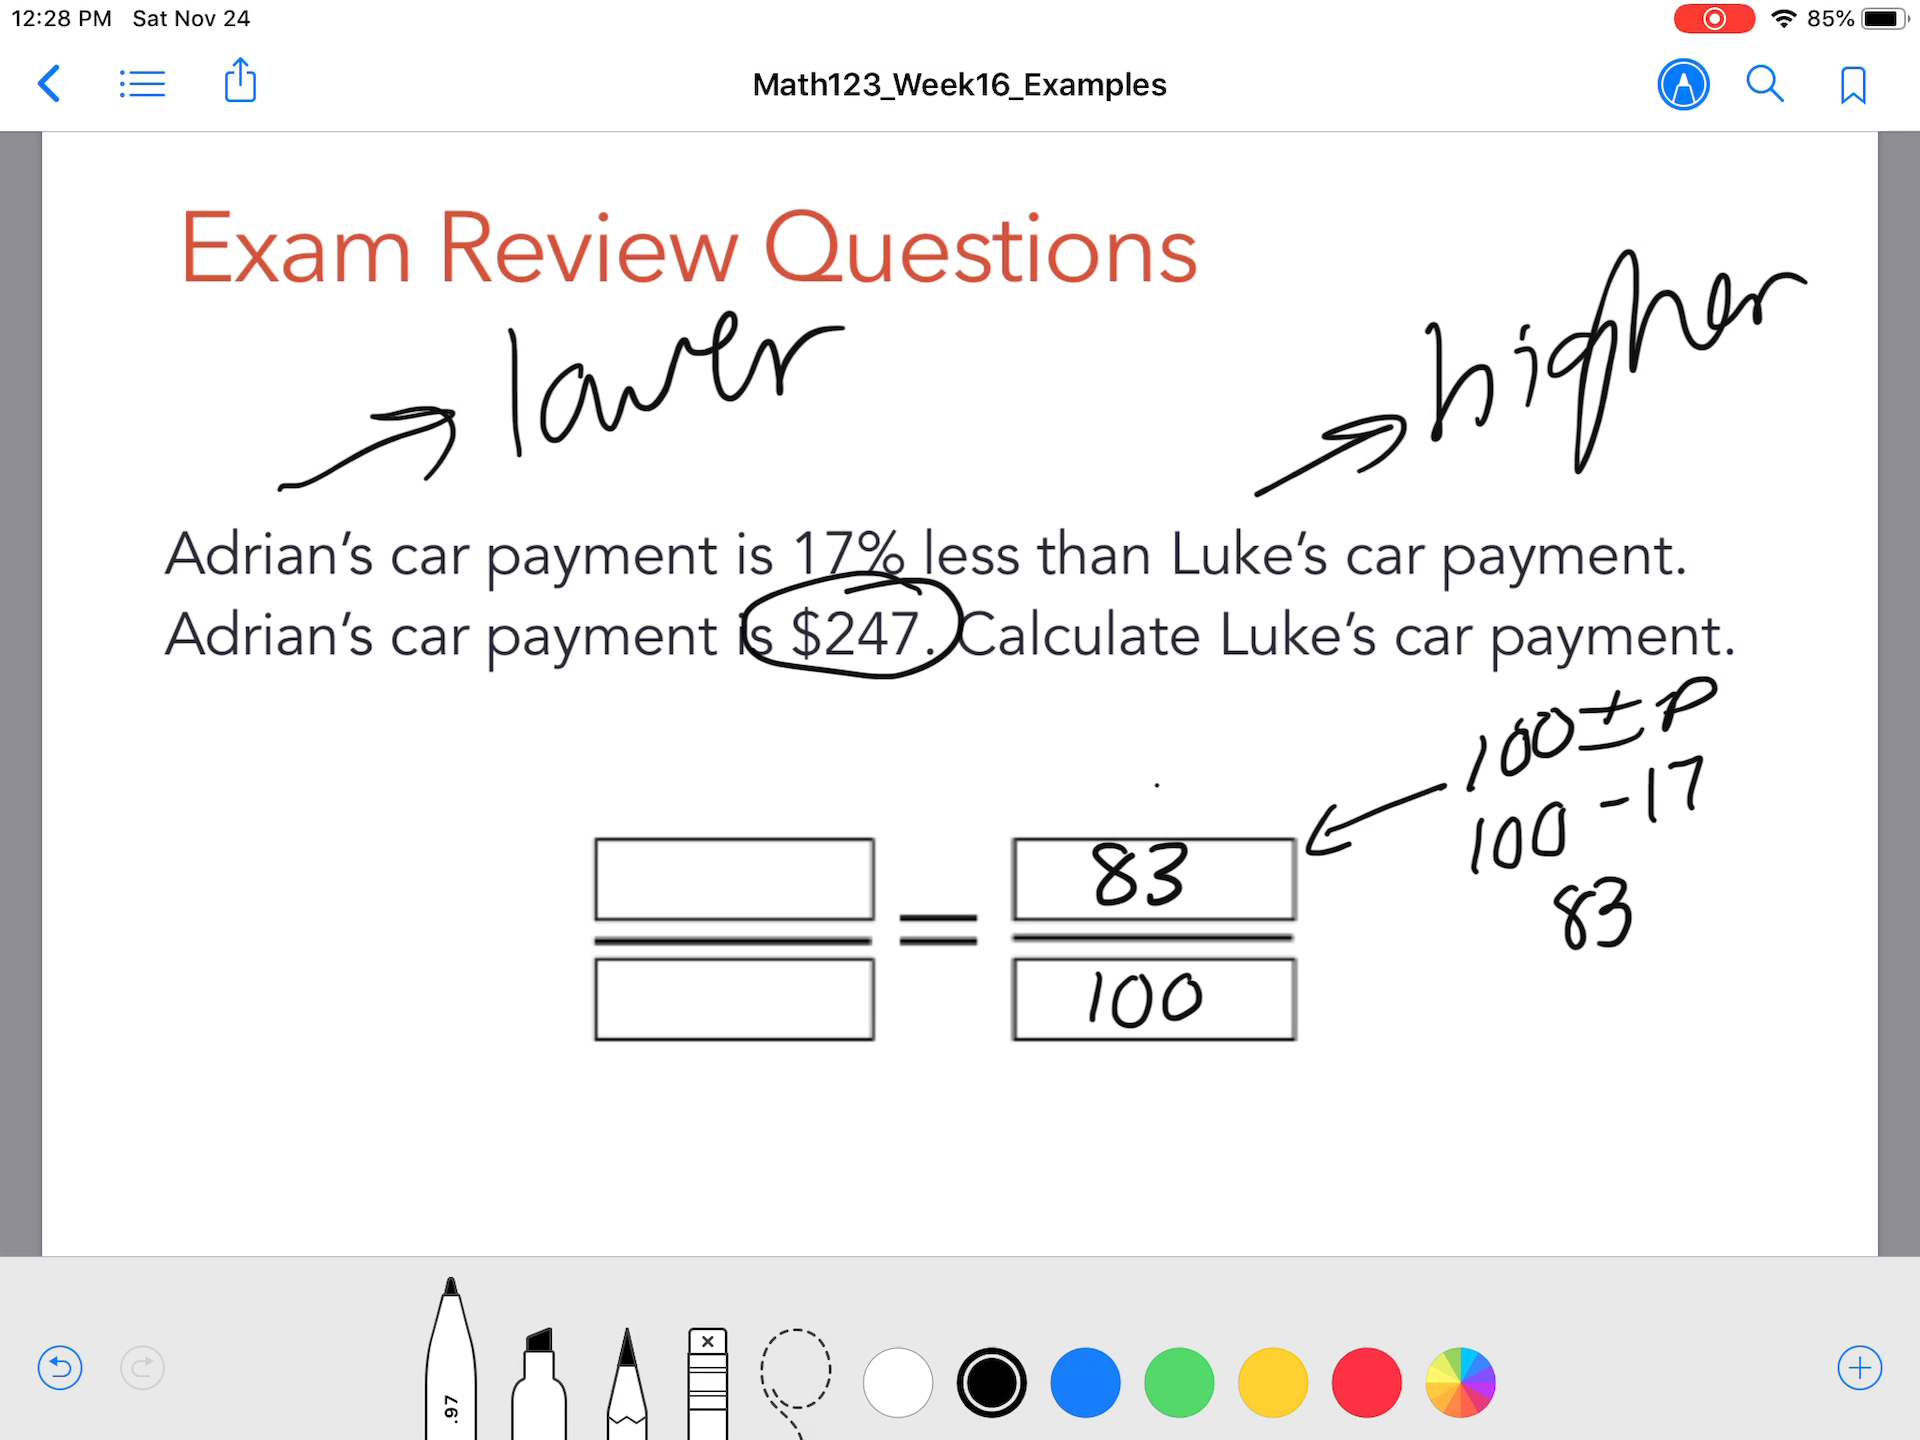 12:28 PM Sat Nov 24
85%
Math123_Week16_Examples
Exam Review Questions
lower
higher
Adrian's car payment is 17% less than Luke's car payment.
Adrian's car payment is $247. Calculate Luke's car payment.
100 ± P
100 - 17
83
=
83
100
.97